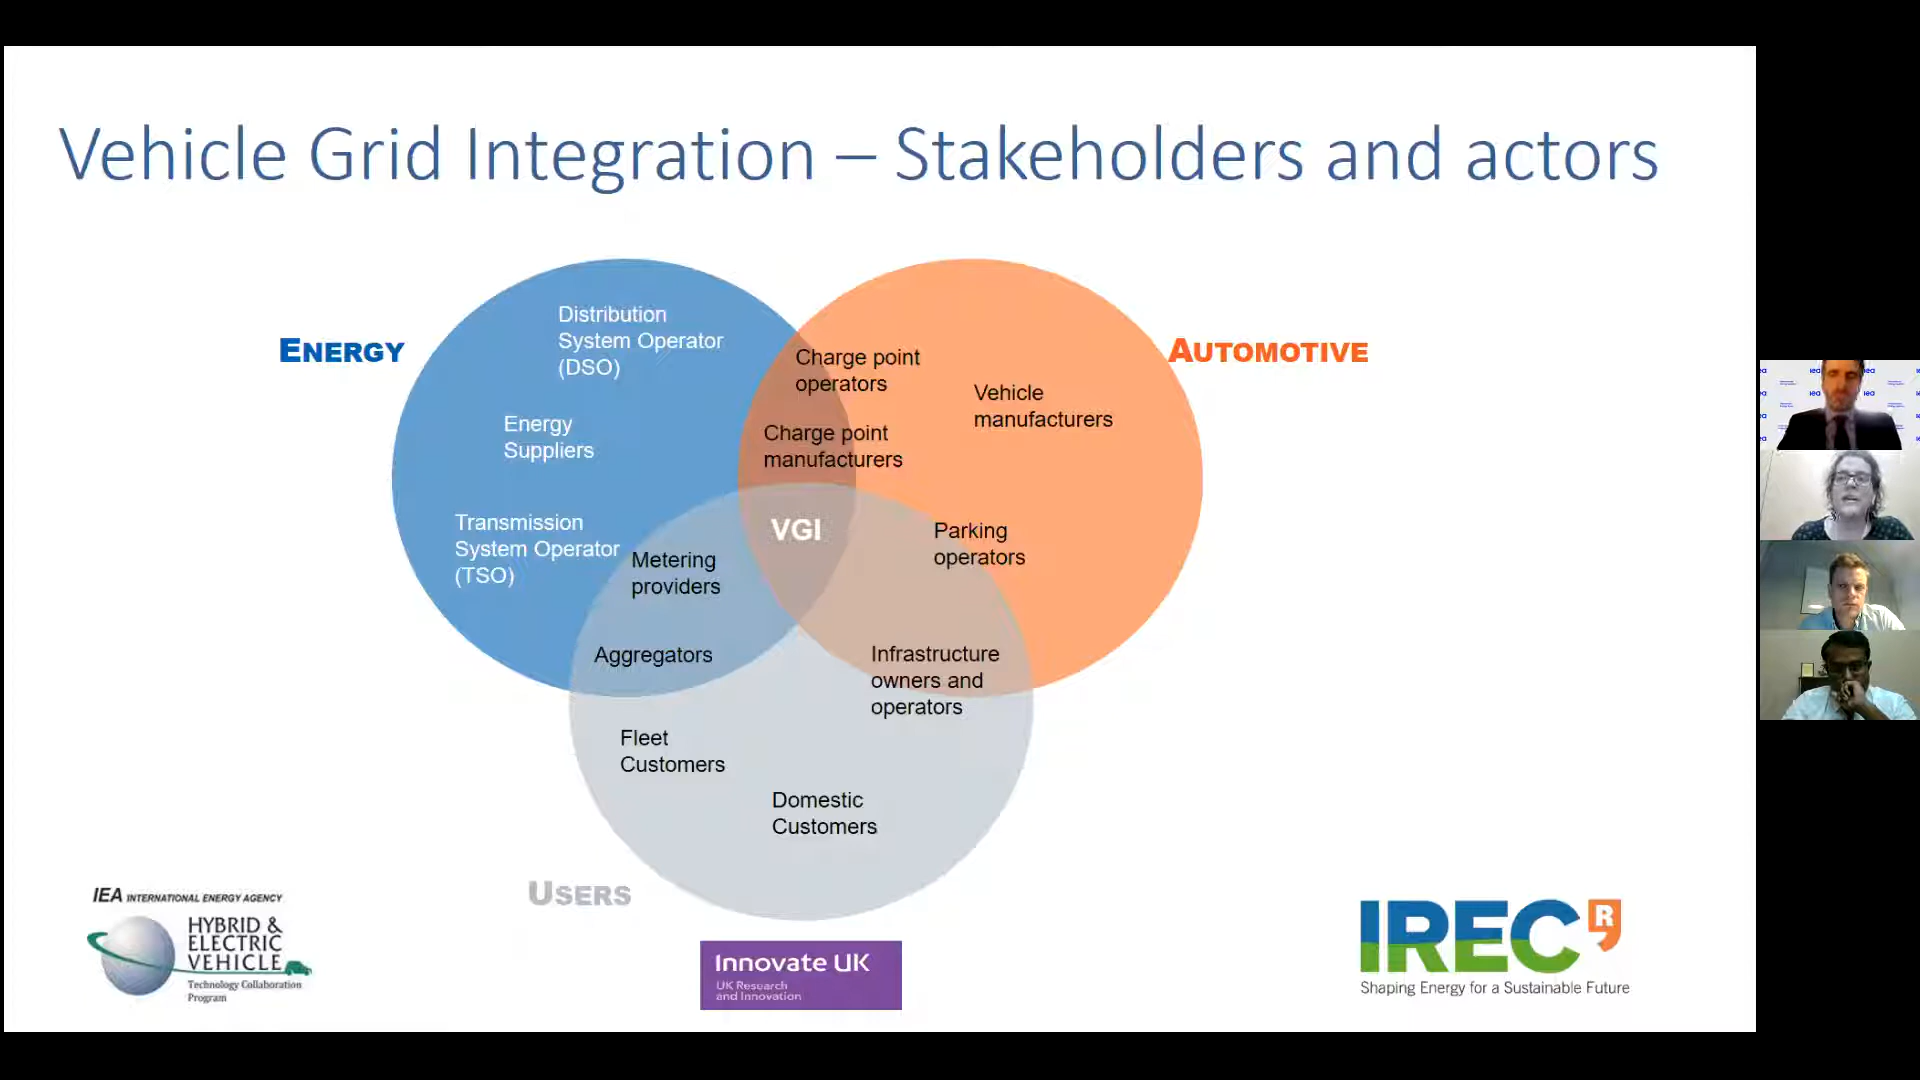 Vehicle Grid Integration – Stakeholders and actors
ENERGY
AUTOMOTIVE
Distribution
System Operator
(DSO)
Charge point
operators
Vehicle
manufacturers
Energy
Suppliers
Charge point
manufacturers
Transmission
System Operator
(TSO)
VGI
Parking
operators
Metering
providers
Aggregators
Infrastructure
owners and
operators
Fleet
Customers
Domestic
Customers
USERS
IEA INTERNATIONAL ENERGY AGENCY
HYBRID &
ELECTRIC
VEHICLE
Technology Collaboration
Program
Innovate UK
UK Research
and Innovation
IREC R
Shaping Energy for a Sustainable Future
iea